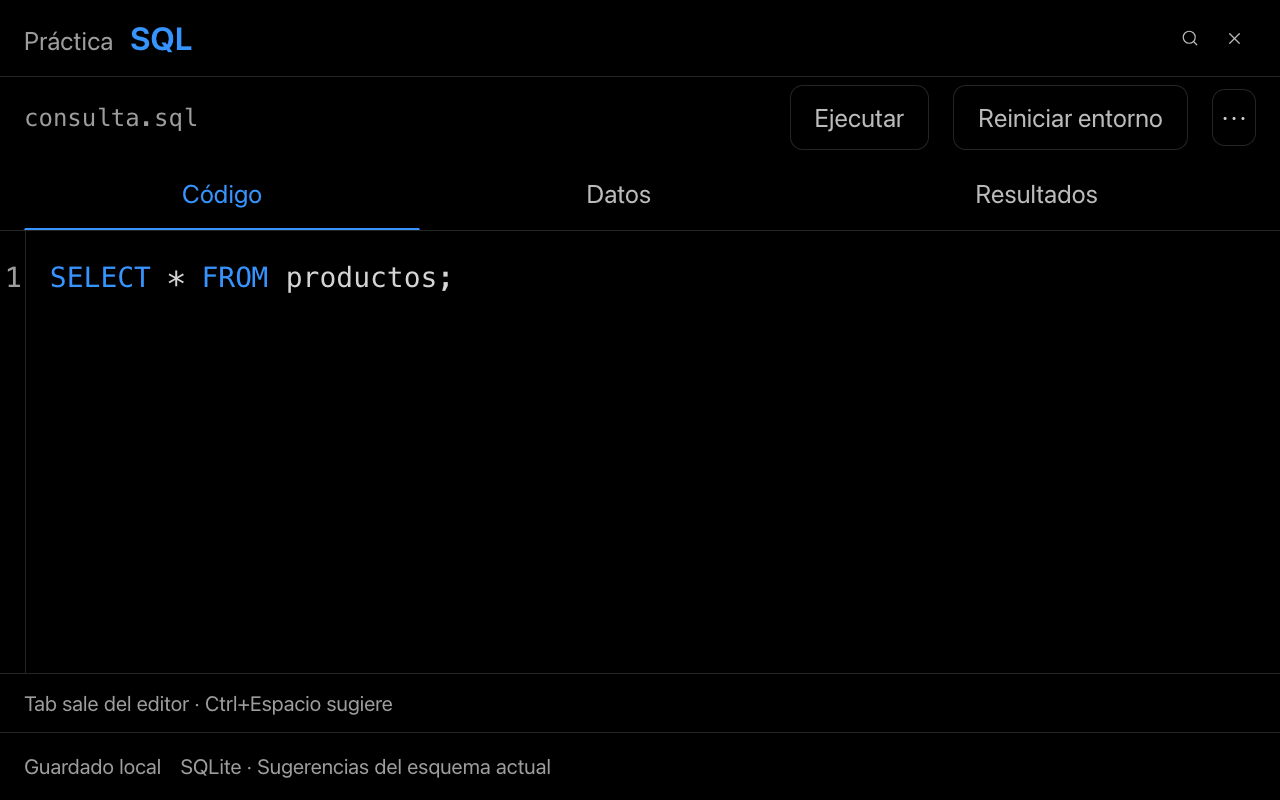 Práctica SQL
consulta.sql
Ejecutar
Reiniciar entorno
···
Código
Datos
Resultados
1
SELECT * FROM productos;
Tab sale del editor · Ctrl+Espacio sugiere
Guardado local
SQLite · Sugerencias del esquema actual